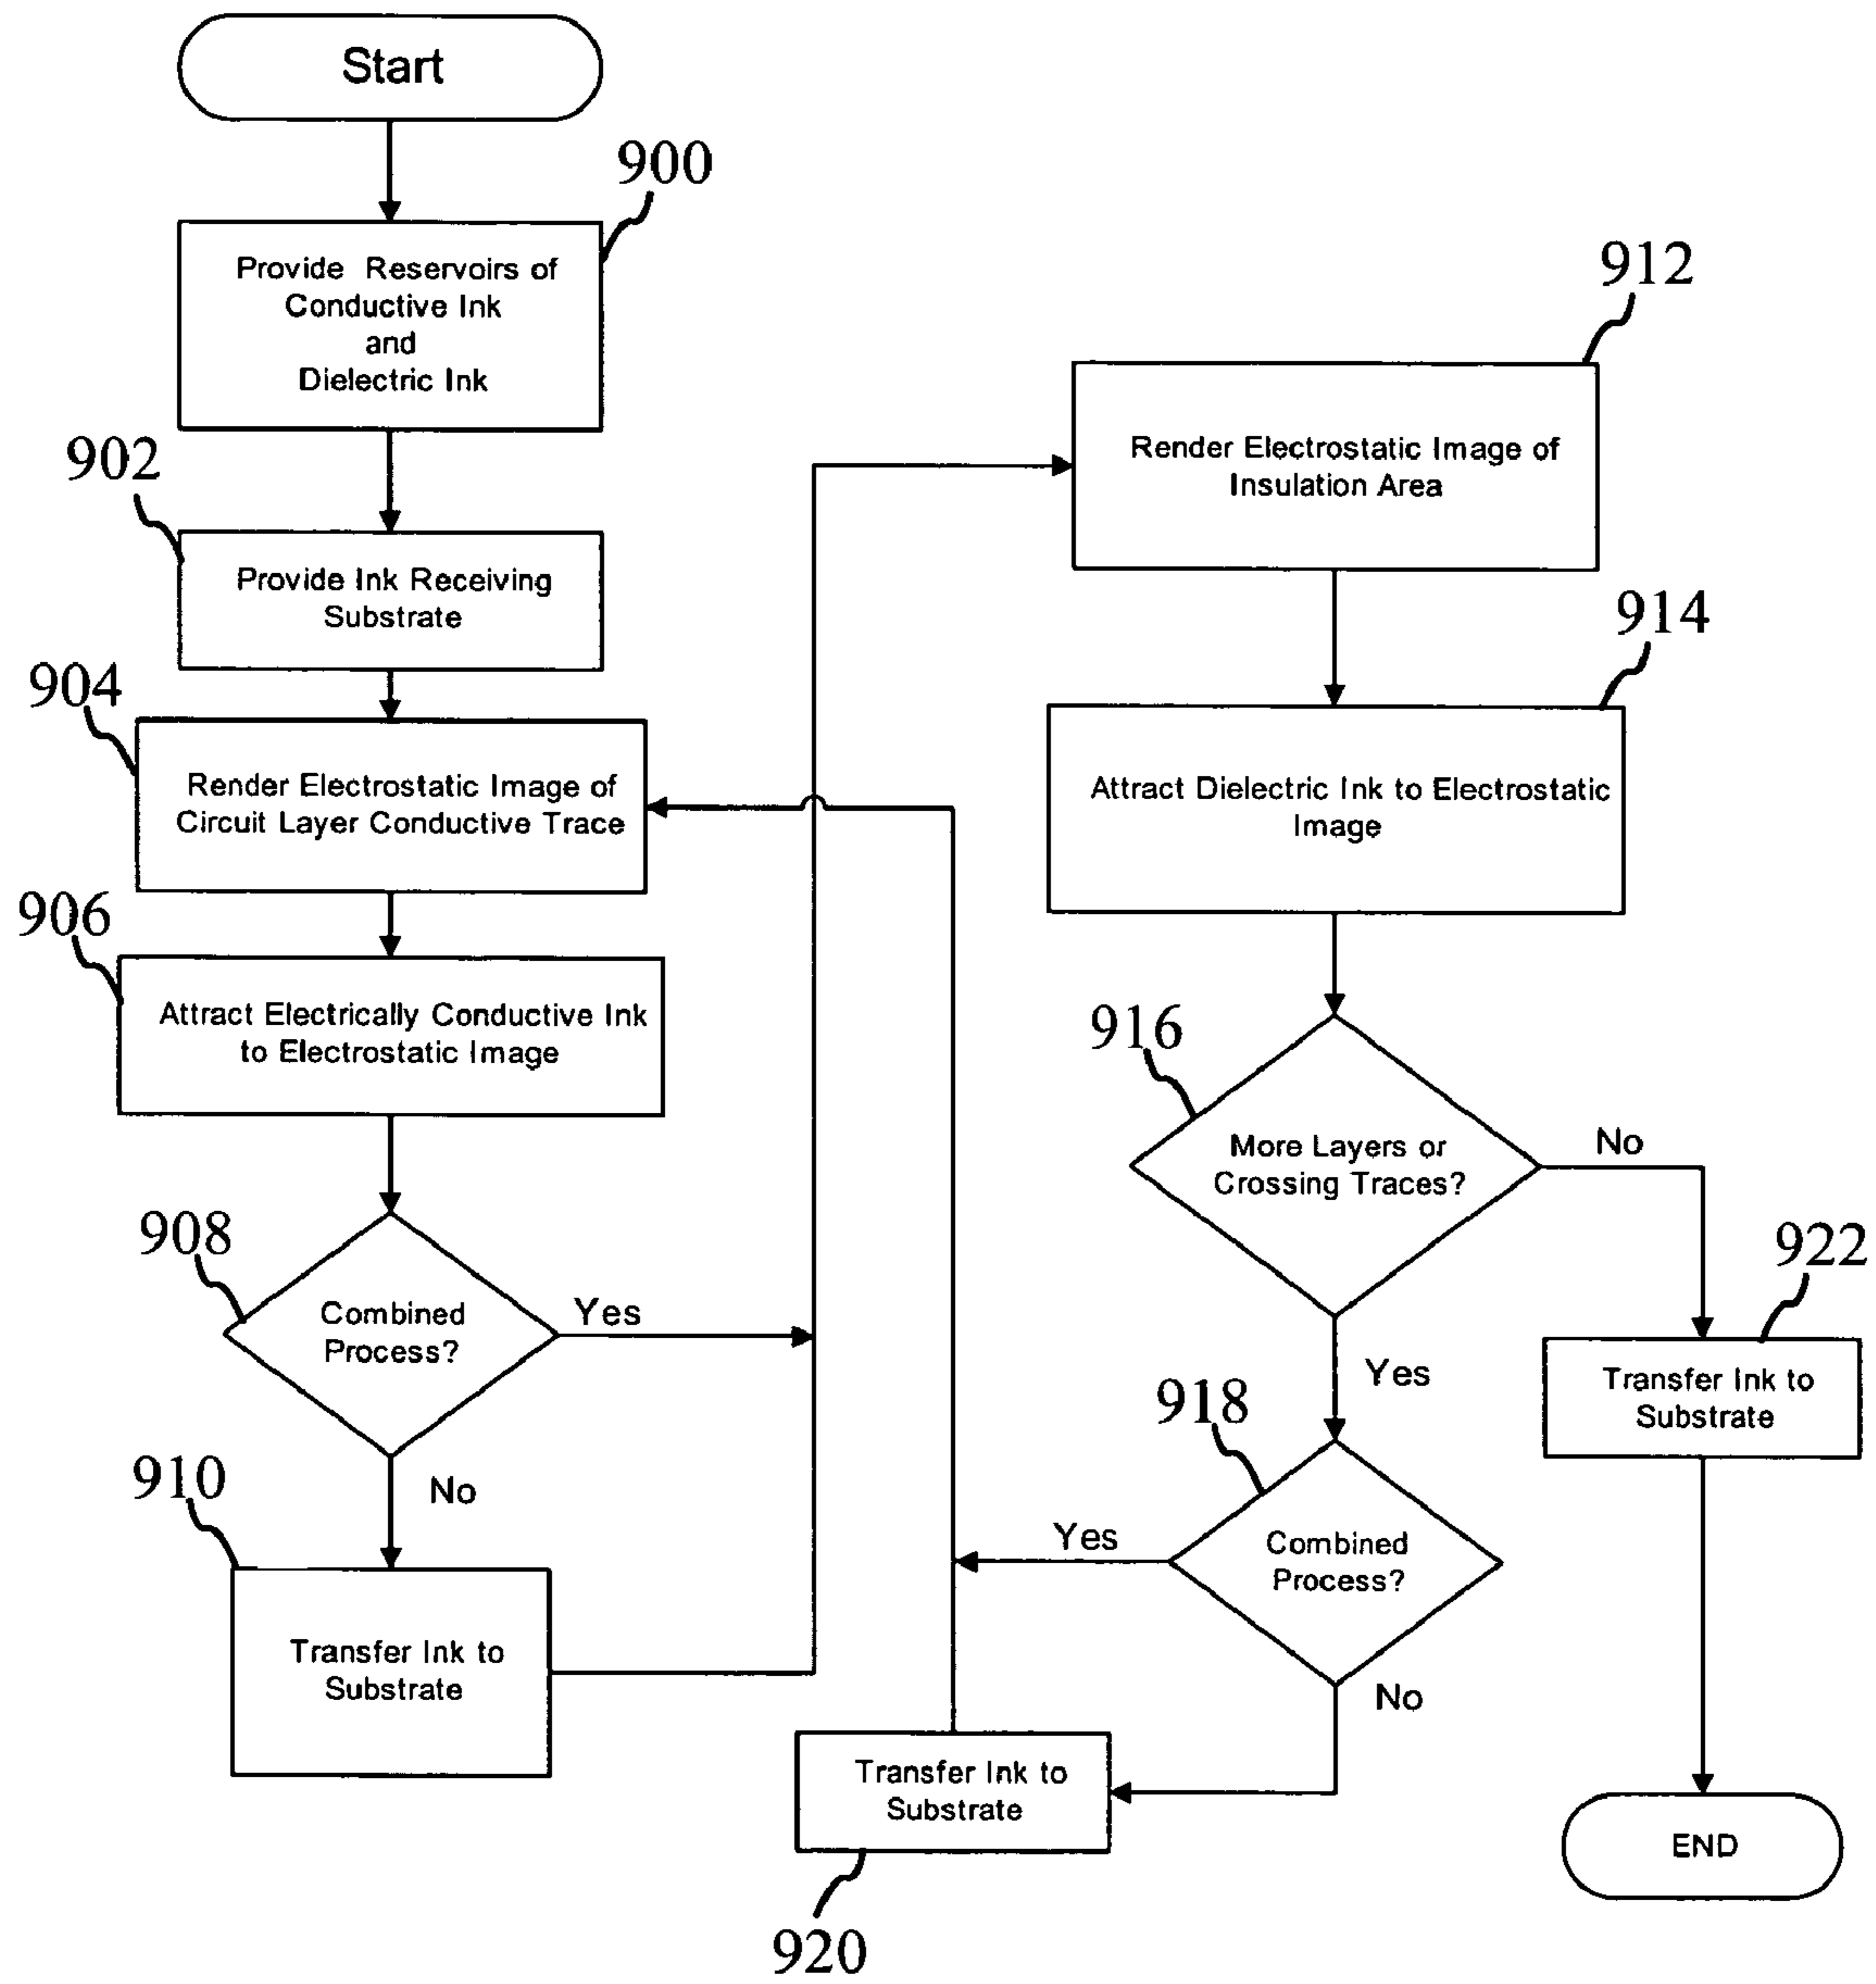 Start
900
Provide Reservoirs of
Conductive Ink
and
Dielectric Ink
902
Provide Ink Receiving
Substrate
904
Render Electrostatic Image of
Circuit Layer Conductive Trace
906
Attract Electrically Conductive Ink
to Electrostatic Image
908
Combined
Process?
Yes
No
910
Transfer Ink to
Substrate
912
Render Electrostatic Image of
Insulation Area
914
Attract Dielectric Ink to Electrostatic
Image
916
More Layers or
Crossing Traces?
No
Yes
918
Combined
Process?
Yes
No
920
Transfer Ink to
Substrate
922
Transfer Ink to
Substrate
END